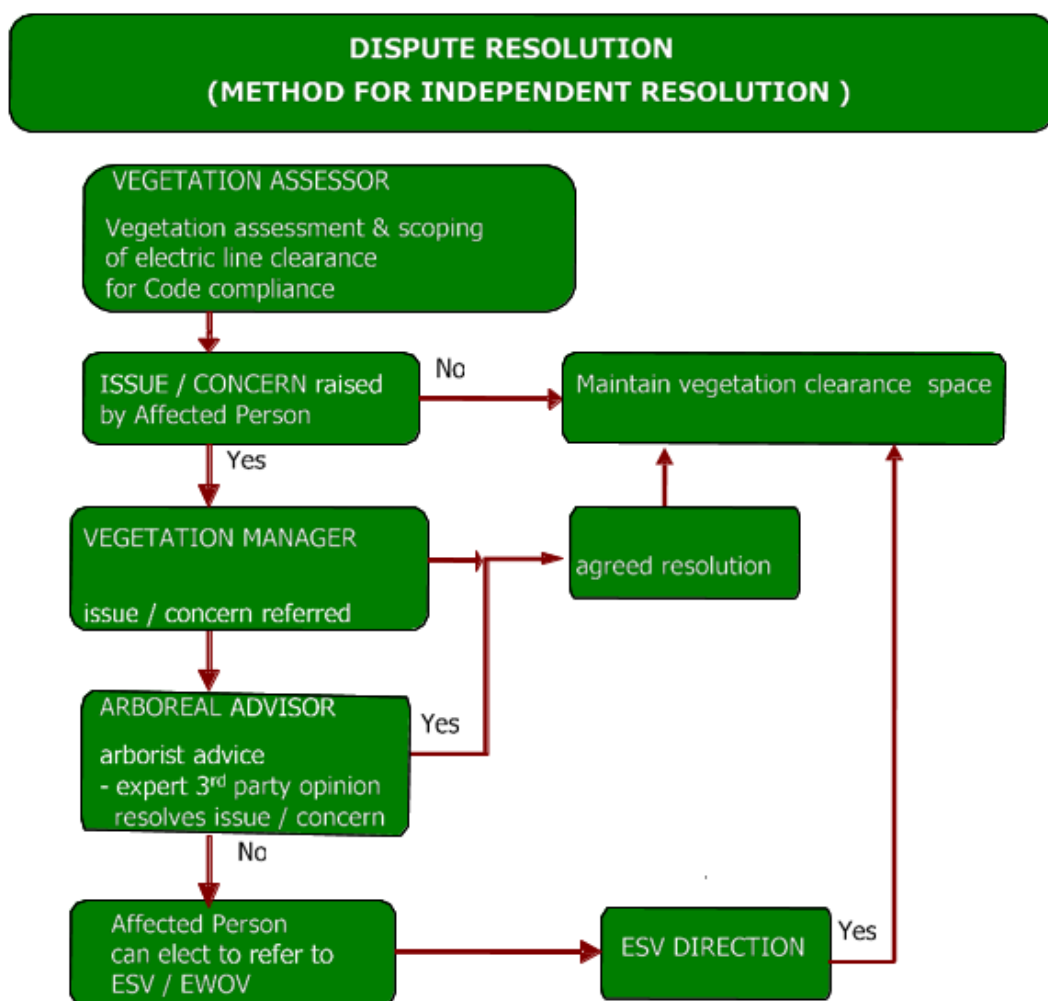 DISPUTE RESOLUTION
(METHOD FOR INDEPENDENT RESOLUTION )
VEGETATION ASSESSOR
Vegetation assessment & scoping
of electric line clearance
for Code compliance
ISSUE / CONCERN raised
by Affected Person
No
Maintain vegetation clearance space
Yes
VEGETATION MANAGER
issue / concern referred
agreed resolution
ARBOREAL ADVISOR
arborist advice
- expert 3rd party opinion
resolves issue / concern
Yes
No
Affected Person
can elect to refer to
ESV / EWOV
ESV DIRECTION
Yes